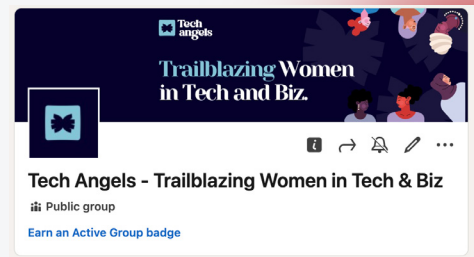 Tech
angels
Trailblazing Women
in Tech and Biz.
i
Tech Angels - Trailblazing Women in Tech & Biz
Public group
Earn an Active Group badge